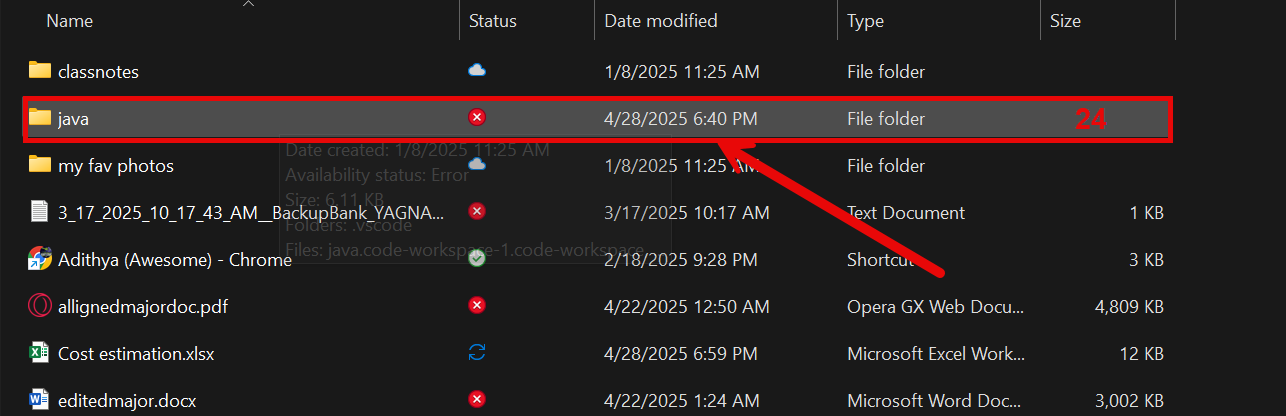 Name Status Date modified Type Size
classnotes 1/8/2025 11:25 AM File folder
java 4/28/2025 6:40 PM File folder 24
Date created: 1/8/2025 11:25 AM
my fav photos 1/8/2025 11:25 AM File folder
Availability status: Error
Size: 6.11 KB
3_17_2025_10_17_43_AM__BackupBank_YAGNA... 3/17/2025 10:17 AM Text Document 1 KB
Folders: .vscode
Files: java.code-workspace-1.code-workspace
Adithya (Awesome) - Chrome 2/18/2025 9:28 PM Shortcut 3 KB
allignedmajordoc.pdf 4/22/2025 12:50 AM Opera GX Web Docu... 4,809 KB
Cost estimation.xlsx 4/28/2025 6:59 PM Microsoft Excel Work... 12 KB
editedmajor.docx 4/22/2025 1:24 AM Microsoft Word Doc... 3,002 KB